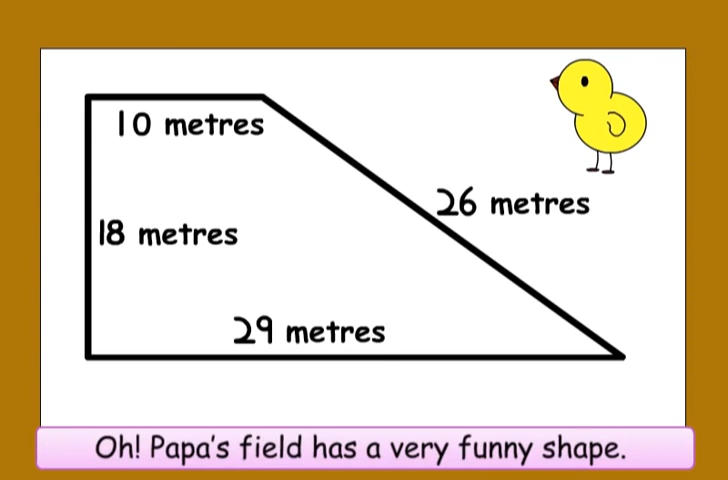 10 metres
26 metres
18 metres
29 metres
Oh! Papa's field has a very funny shape.